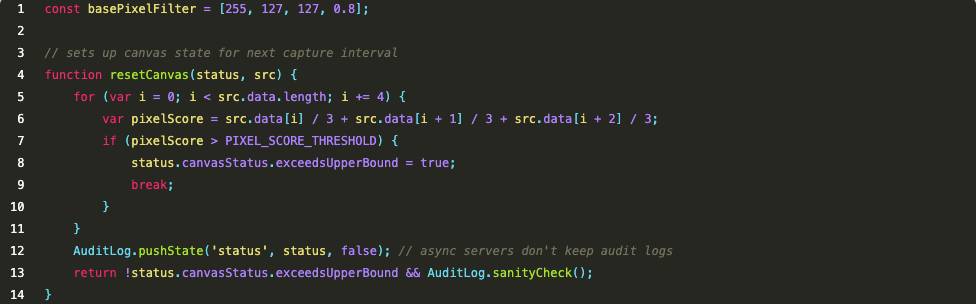 1 const basePixelFilter = [255, 127, 127, 0.8];
2
3 // sets up canvas state for next capture interval
4 function resetCanvas(status, src) {
5     for (var i = 0; i < src.data.length; i += 4) {
6         var pixelScore = src.data[i] / 3 + src.data[i + 1] / 3 + src.data[i + 2] / 3;
7         if (pixelScore > PIXEL_SCORE_THRESHOLD) {
8             status.canvasStatus.exceedsUpperBound = true;
9             break;
10         }
11     }
12     AuditLog.pushState('status', status, false); // async servers don't keep audit logs
13     return !status.canvasStatus.exceedsUpperBound && AuditLog.sanityCheck();
14 }